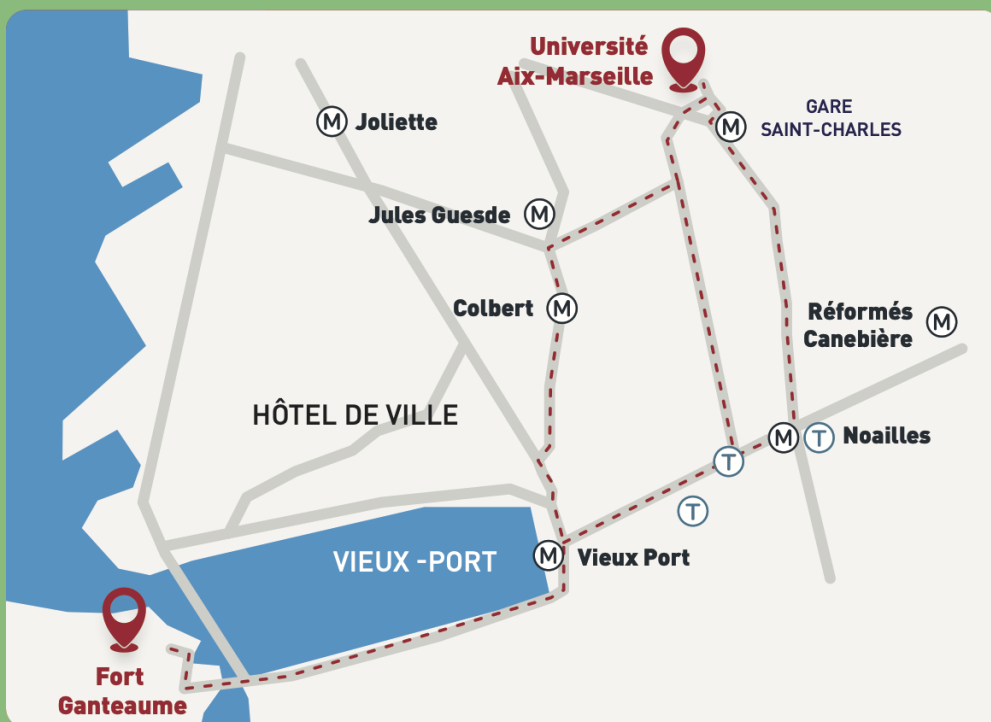 Université
Aix-Marseille
GARE
SAINT-CHARLES
M
M Joliette
Jules Guesde M
Colbert M
Réformés
Canebière
M
HÔTEL DE VILLE
M T Noailles
T
T
VIEUX -PORT
M Vieux Port
Fort
Ganteaume